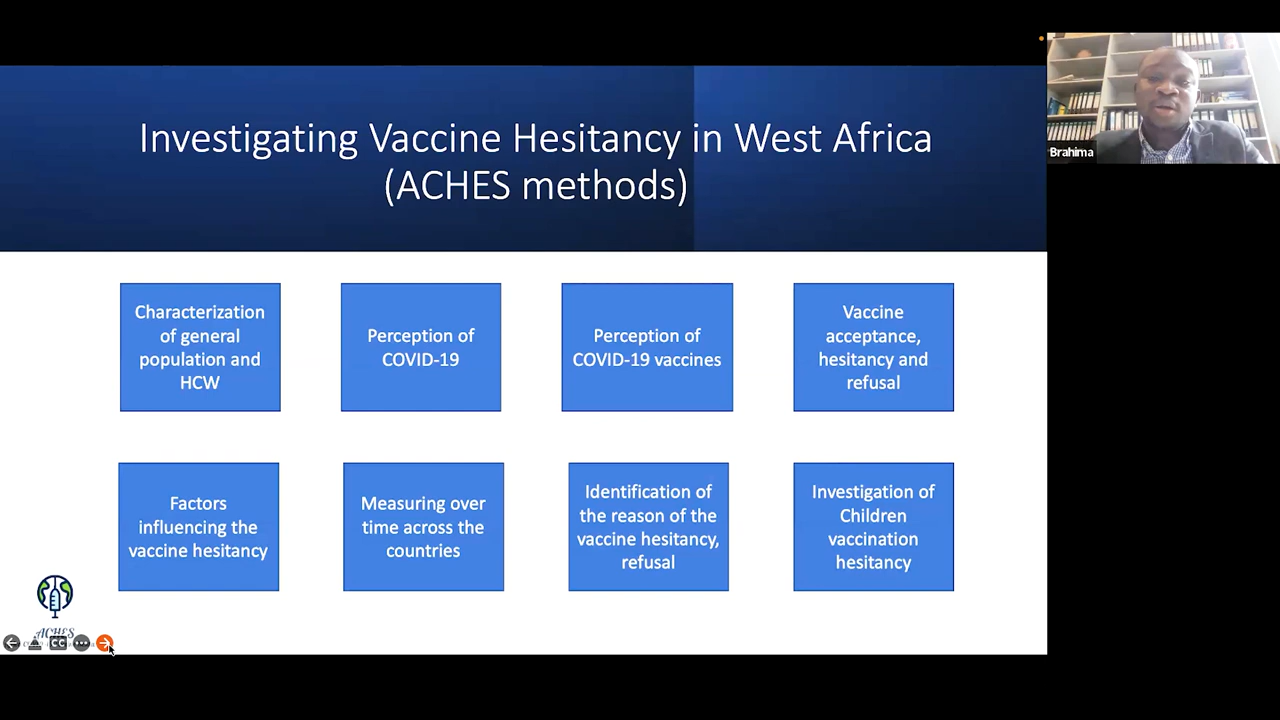 Investigating Vaccine Hesitancy in West Africa
(ACHES methods)
Brahima
Characterization
of general
population and
HCW
Perception of
COVID-19
Perception of
COVID-19 vaccines
Vaccine
acceptance,
hesitancy and
refusal
Factors
influencing the
vaccine hesitancy
Measuring over
time across the
countries
Identification of
the reason of the
vaccine hesitancy,
refusal
Investigation of
Children
vaccination
hesitancy
ACHES
CC